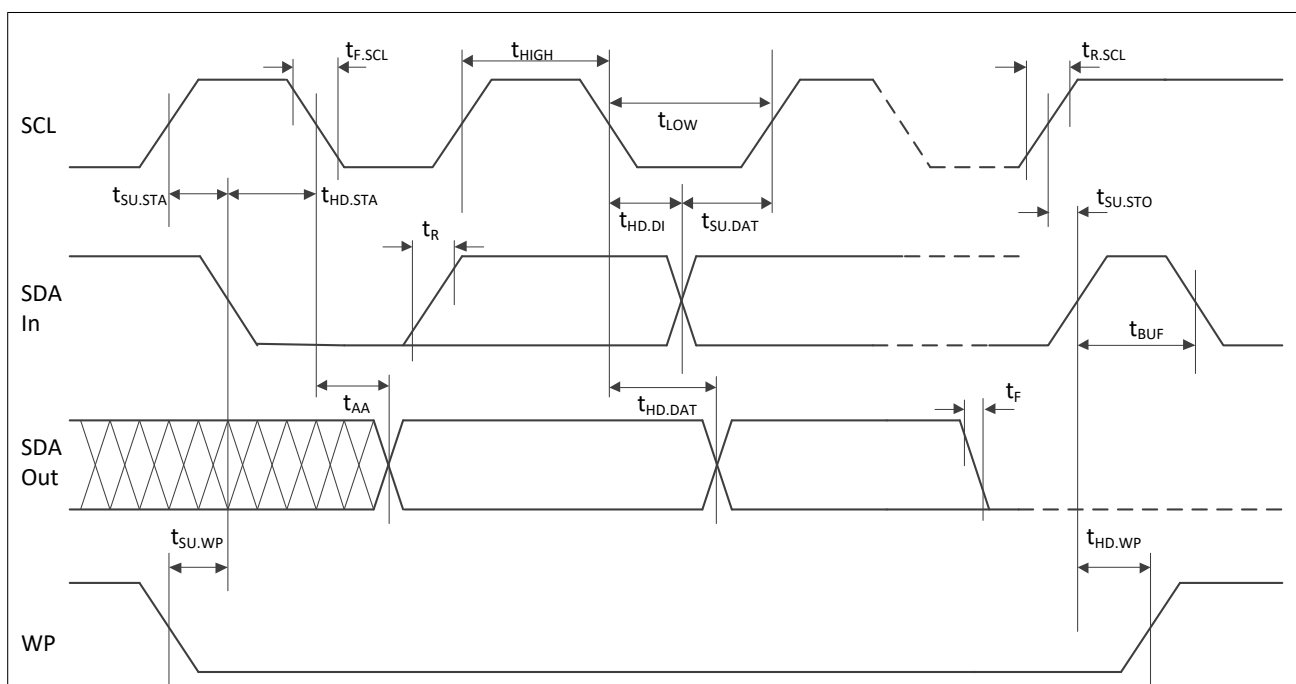 tF.SCL
tHIGH
tR.SCL
SCL
tLOW
tSU.STA
tHD.STA
tSU.STO
tHD.DI
tSU.DAT
tR
SDA
In
tBUF
tAA
tHD.DAT
tF
SDA
Out
tSU.WP
tHD.WP
WP